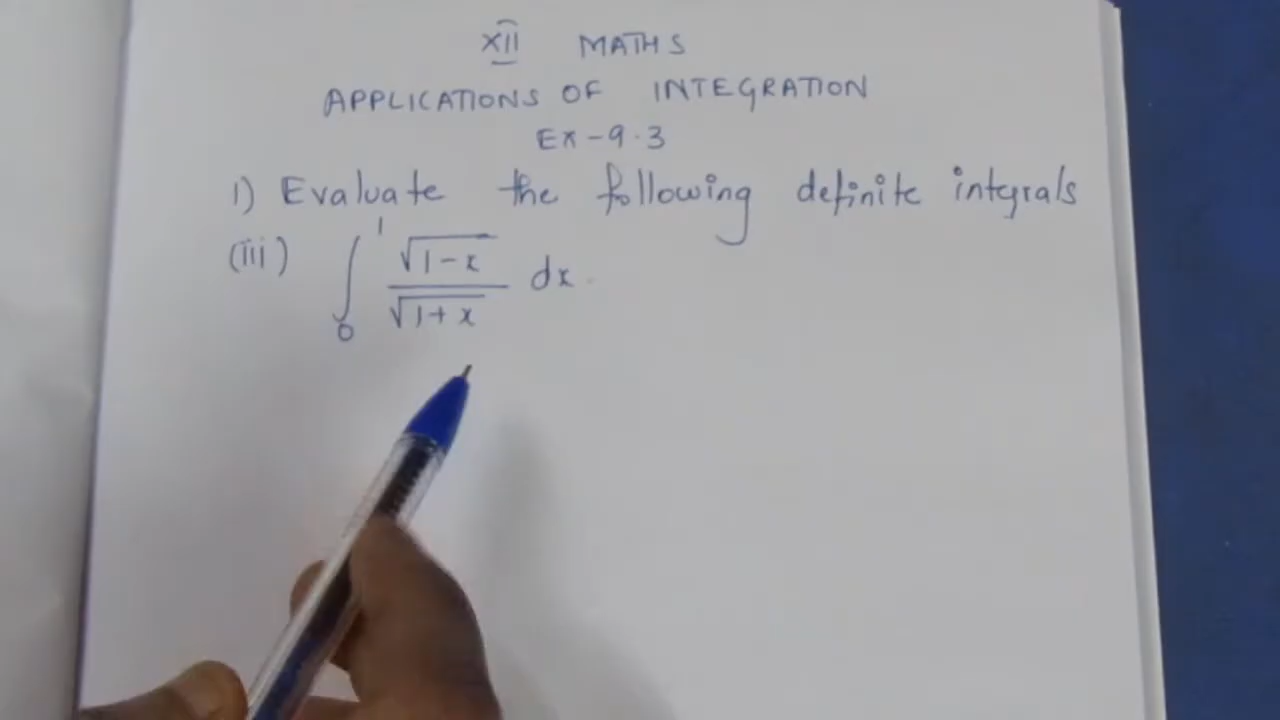 XII MATHS
APPLICATIONS OF INTEGRATION
Ex-9.3
1) Evaluate the following definite integrals
(iii) ∫₀¹ √(1-x) / √(1+x) dx.